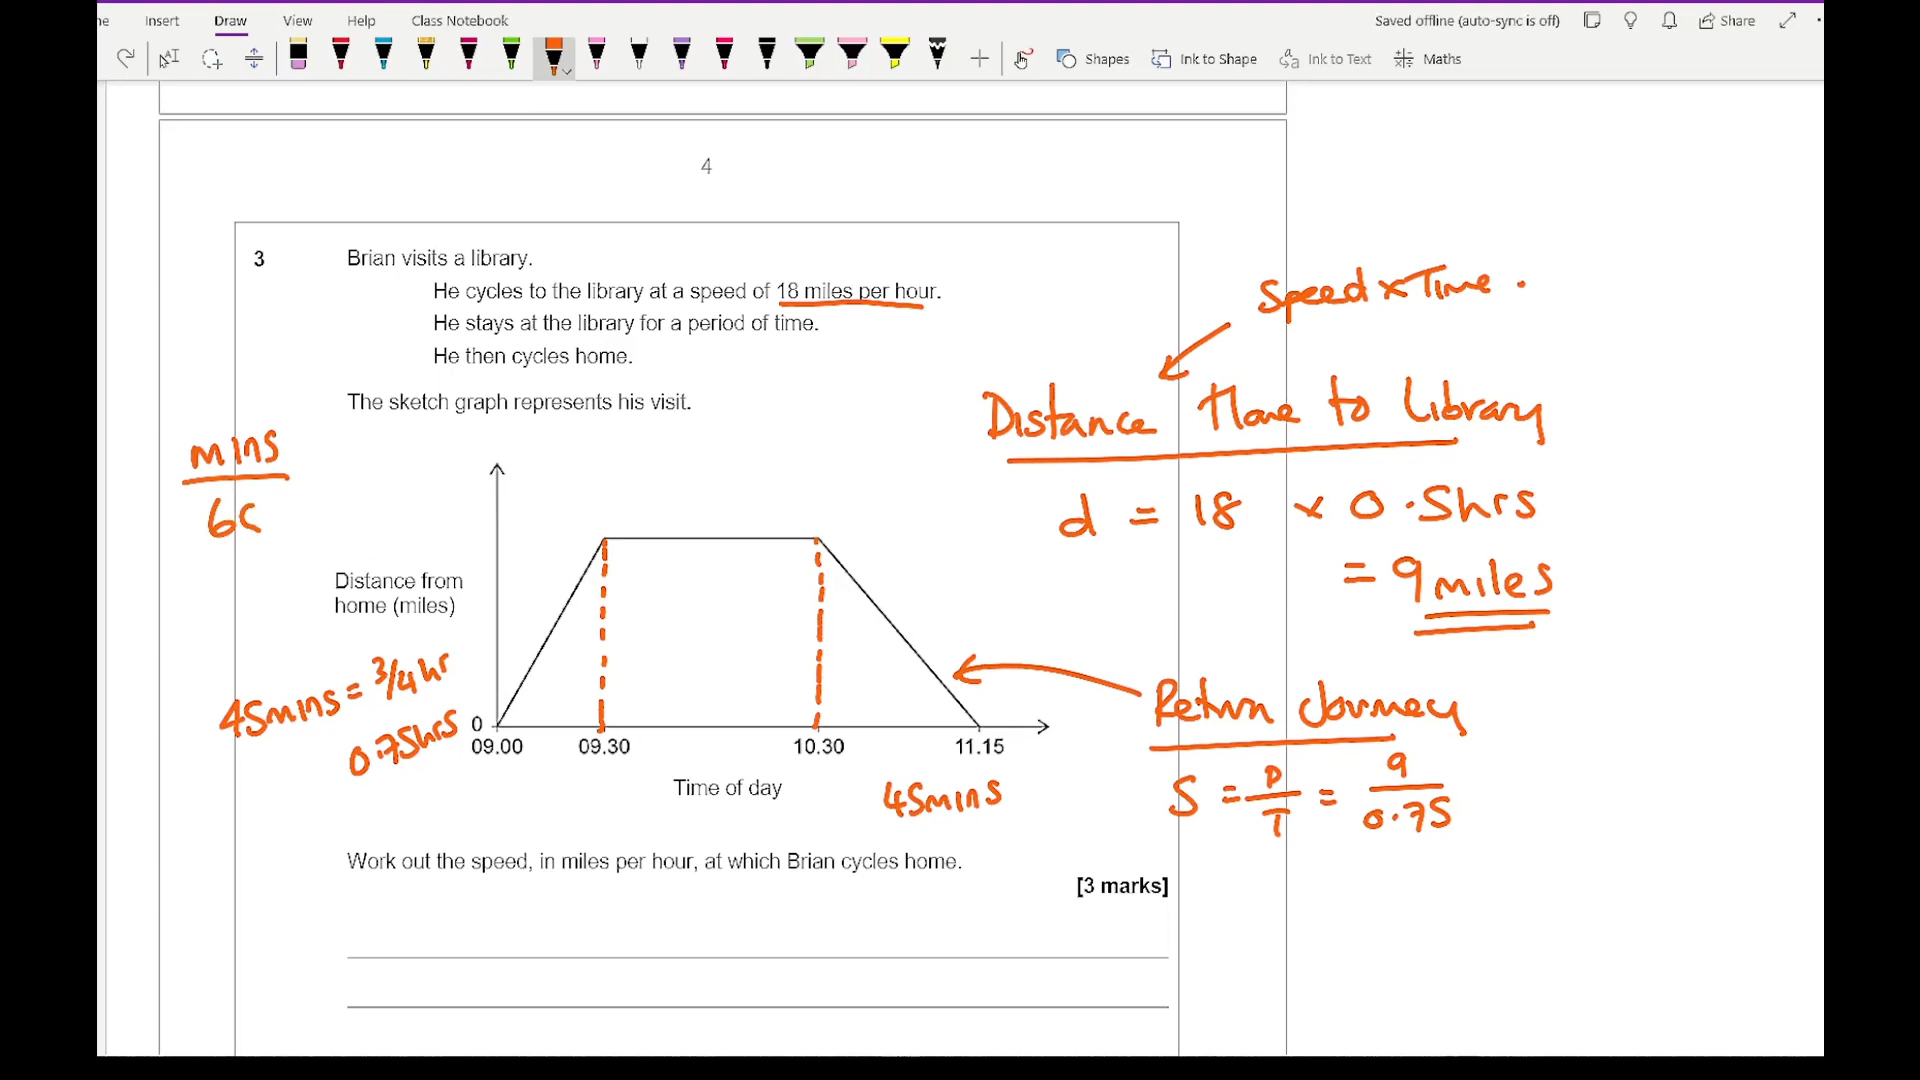 Insert Draw View Help Class Notebook Saved offline (auto-sync is off) Share
Shapes Ink to Shape Ink to Text Maths
4
3 Brian visits a library.
He cycles to the library at a speed of 18 miles per hour.
He stays at the library for a period of time.
He then cycles home.
The sketch graph represents his visit.
Speed x Time .
Distance Home to Library
d = 18 x 0.5hrs
= 9 miles
mins
60
Distance from
home (miles)
45mins = 3/4 hr
0.75hrs
0
09.00 09.30 10.30 11.15
Time of day
45mins
Return Journey
S = D/T = 9/0.75
Work out the speed, in miles per hour, at which Brian cycles home.
[3 marks]